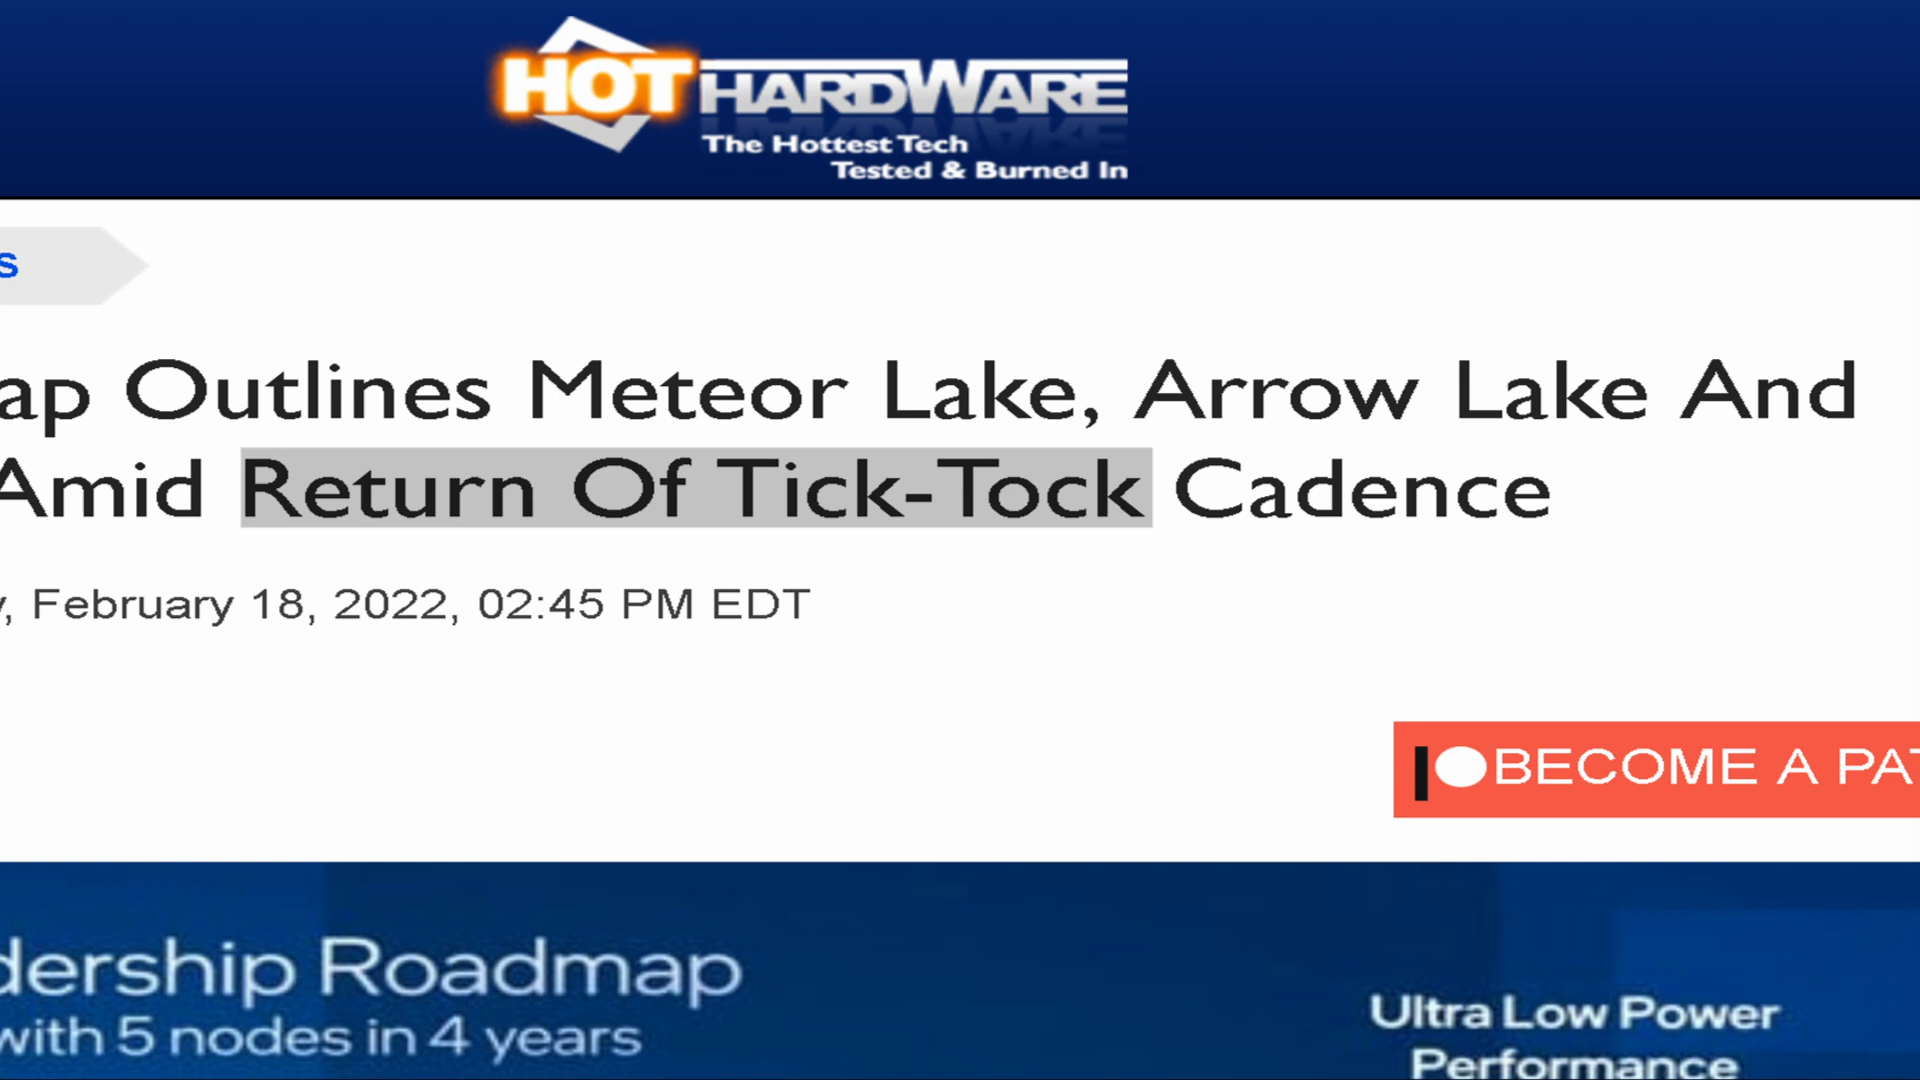 HOT HARDWARE
The Hottest Tech
Tested & Burned In
s
ap Outlines Meteor Lake, Arrow Lake And
Amid Return Of Tick-Tock Cadence
, February 18, 2022, 02:45 PM EDT
BECOME A PAT
dership Roadmap
with 5 nodes in 4 years
Ultra Low Power
Performance